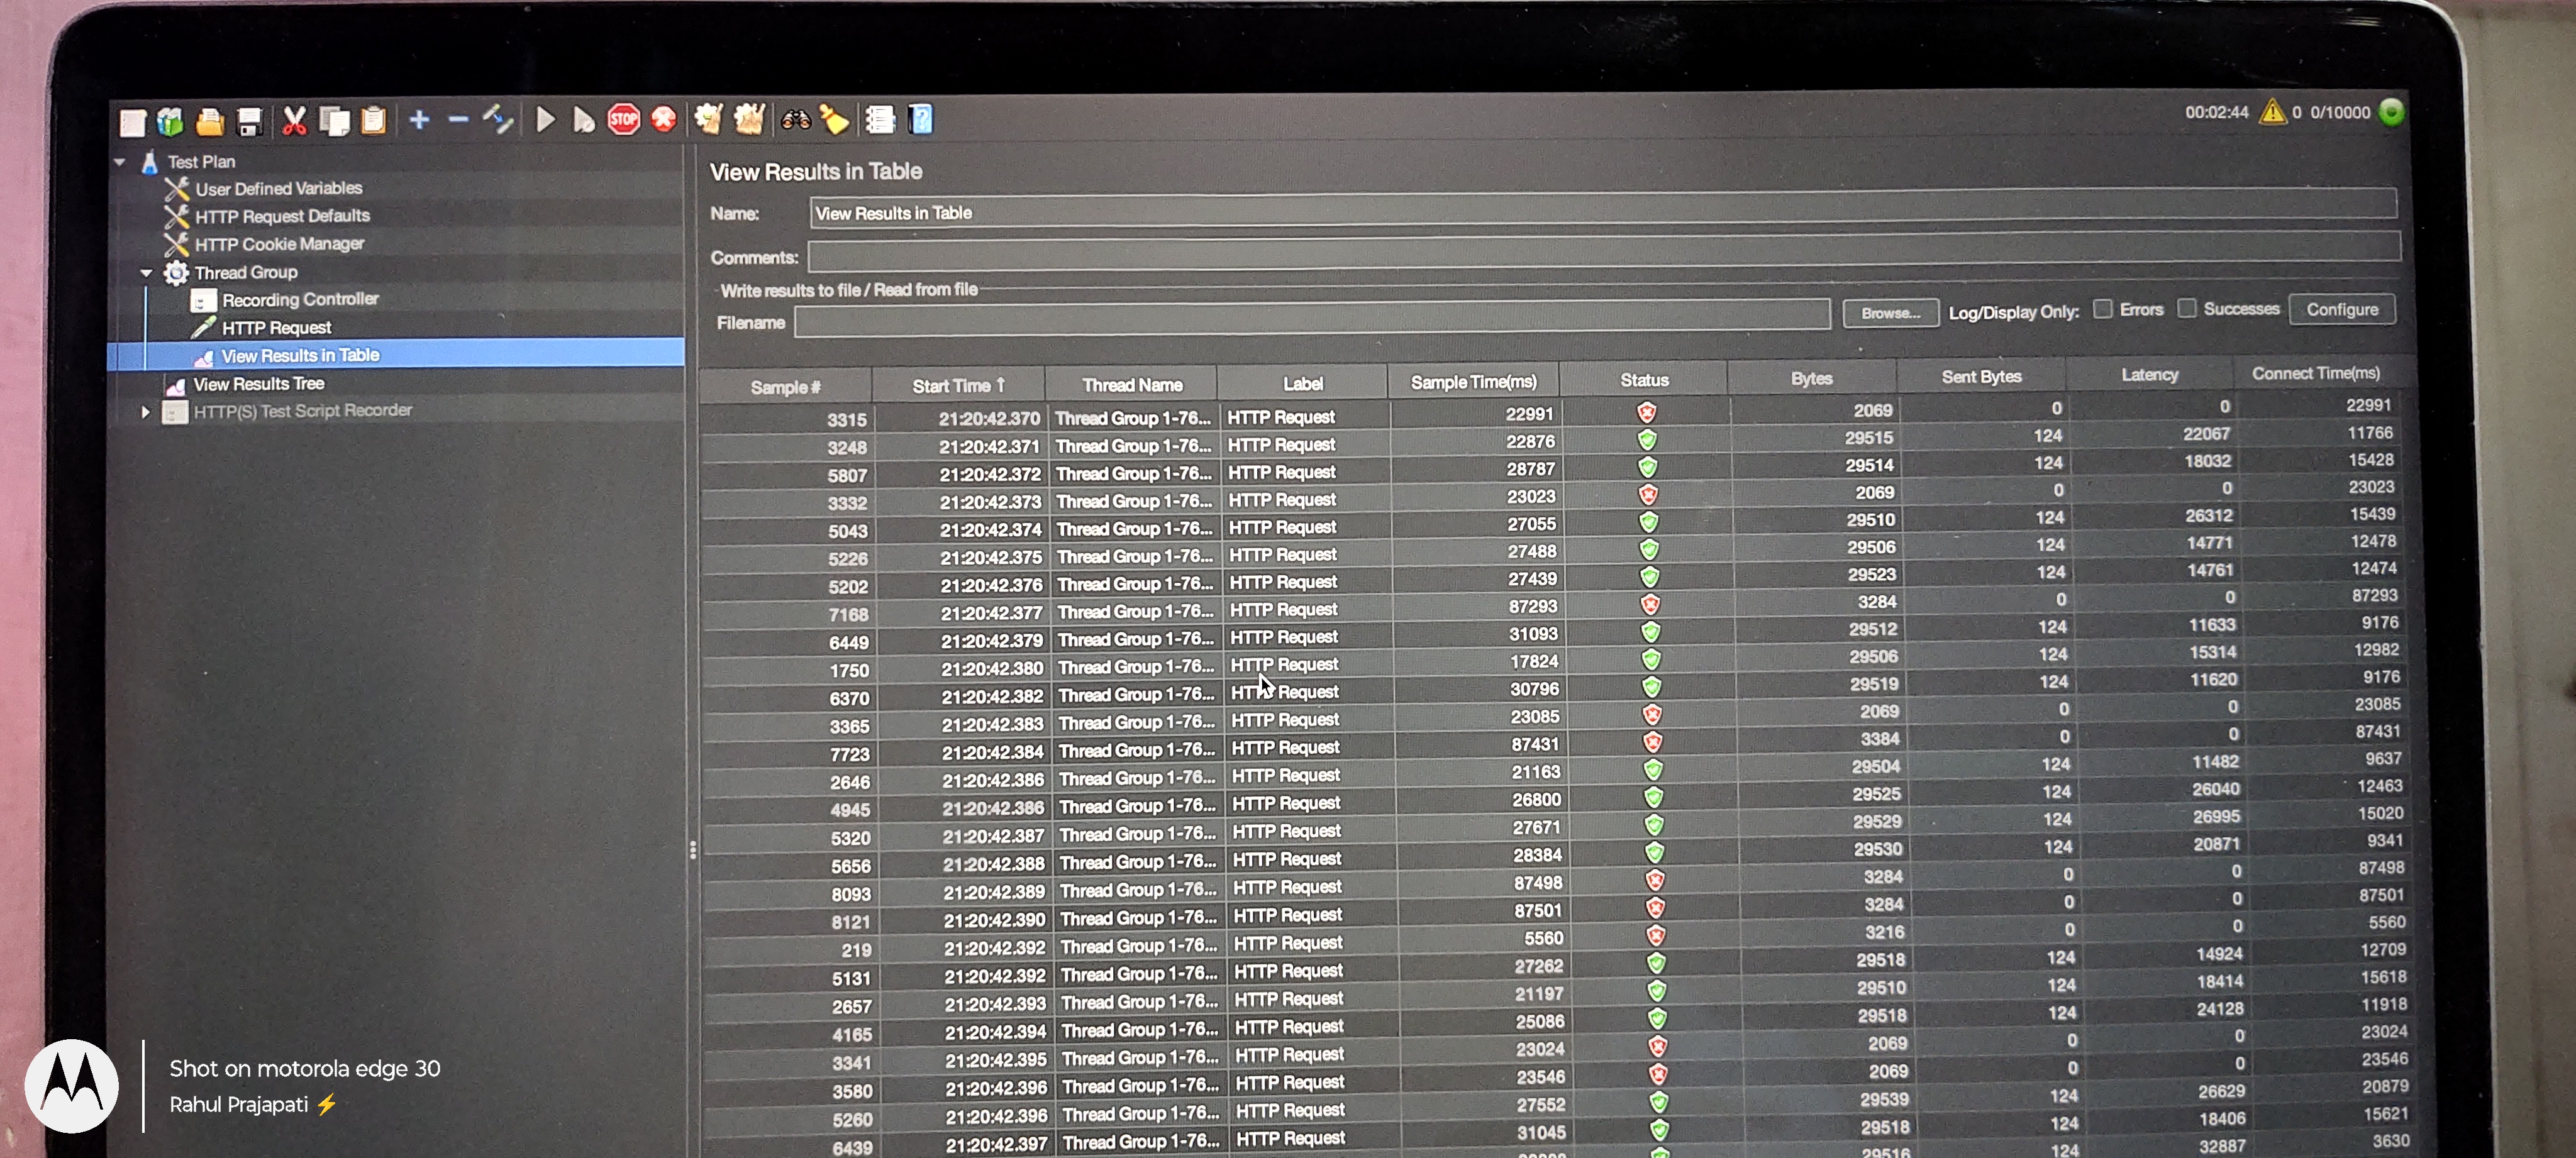 STOP
00:02:44 0 0/10000
Test Plan
User Defined Variables
HTTP Request Defaults
HTTP Cookie Manager
Thread Group
Recording Controller
HTTP Request
View Results in Table
View Results Tree
HTTP(S) Test Script Recorder
View Results in Table
Name: View Results in Table
Comments:
Write results to file / Read from file
Filename Browse... Log/Display Only: Errors Successes Configure
Sample # Start Time ↑ Thread Name Label Sample Time(ms) Status Bytes Sent Bytes Latency Connect Time(ms)
3315 21:20:42.370 Thread Group 1-76... HTTP Request 22991 2069 0 0 22991
3248 21:20:42.371 Thread Group 1-76... HTTP Request 22876 29515 124 22067 11766
5807 21:20:42.372 Thread Group 1-76... HTTP Request 28787 29514 124 18032 15428
3332 21:20:42.373 Thread Group 1-76... HTTP Request 23023 2069 0 0 23023
5043 21:20:42.374 Thread Group 1-76... HTTP Request 27055 29510 124 26312 15439
5226 21:20:42.375 Thread Group 1-76... HTTP Request 27488 29506 124 14771 12478
5202 21:20:42.376 Thread Group 1-76... HTTP Request 27439 29523 124 14761 12474
7168 21:20:42.377 Thread Group 1-76... HTTP Request 87293 3284 0 0 87293
6449 21:20:42.379 Thread Group 1-76... HTTP Request 31093 29512 124 11633 9176
1750 21:20:42.380 Thread Group 1-76... HTTP Request 17824 29506 124 15314 12982
6370 21:20:42.382 Thread Group 1-76... HTTP Request 30796 29519 124 11620 9176
3365 21:20:42.383 Thread Group 1-76... HTTP Request 23085 2069 0 0 23085
7723 21:20:42.384 Thread Group 1-76... HTTP Request 87431 3384 0 0 87431
2646 21:20:42.386 Thread Group 1-76... HTTP Request 21163 29504 124 11482 9637
4945 21:20:42.386 Thread Group 1-76... HTTP Request 26800 29525 124 26040 12463
5320 21:20:42.387 Thread Group 1-76... HTTP Request 27671 29529 124 26995 15020
5656 21:20:42.388 Thread Group 1-76... HTTP Request 28384 29530 124 20871 9341
8093 21:20:42.389 Thread Group 1-76... HTTP Request 87498 3284 0 0 87498
8121 21:20:42.390 Thread Group 1-76... HTTP Request 87501 3284 0 0 87501
219 21:20:42.392 Thread Group 1-76... HTTP Request 5560 3216 0 0 5560
5131 21:20:42.392 Thread Group 1-76... HTTP Request 27262 29518 124 14924 12709
2657 21:20:42.393 Thread Group 1-76... HTTP Request 21197 29510 124 18414 15618
4165 21:20:42.394 Thread Group 1-76... HTTP Request 25086 29518 124 24128 11918
3341 21:20:42.395 Thread Group 1-76... HTTP Request 23024 2069 0 0 23024
3580 21:20:42.396 Thread Group 1-76... HTTP Request 23546 2069 0 0 23546
5260 21:20:42.396 Thread Group 1-76... HTTP Request 27552 29539 124 26629 20879
6439 21:20:42.397 Thread Group 1-76... HTTP Request 31045 29518 124 18406 15621
29516 124 32887 3630
Shot on motorola edge 30
Rahul Prajapati ⚡